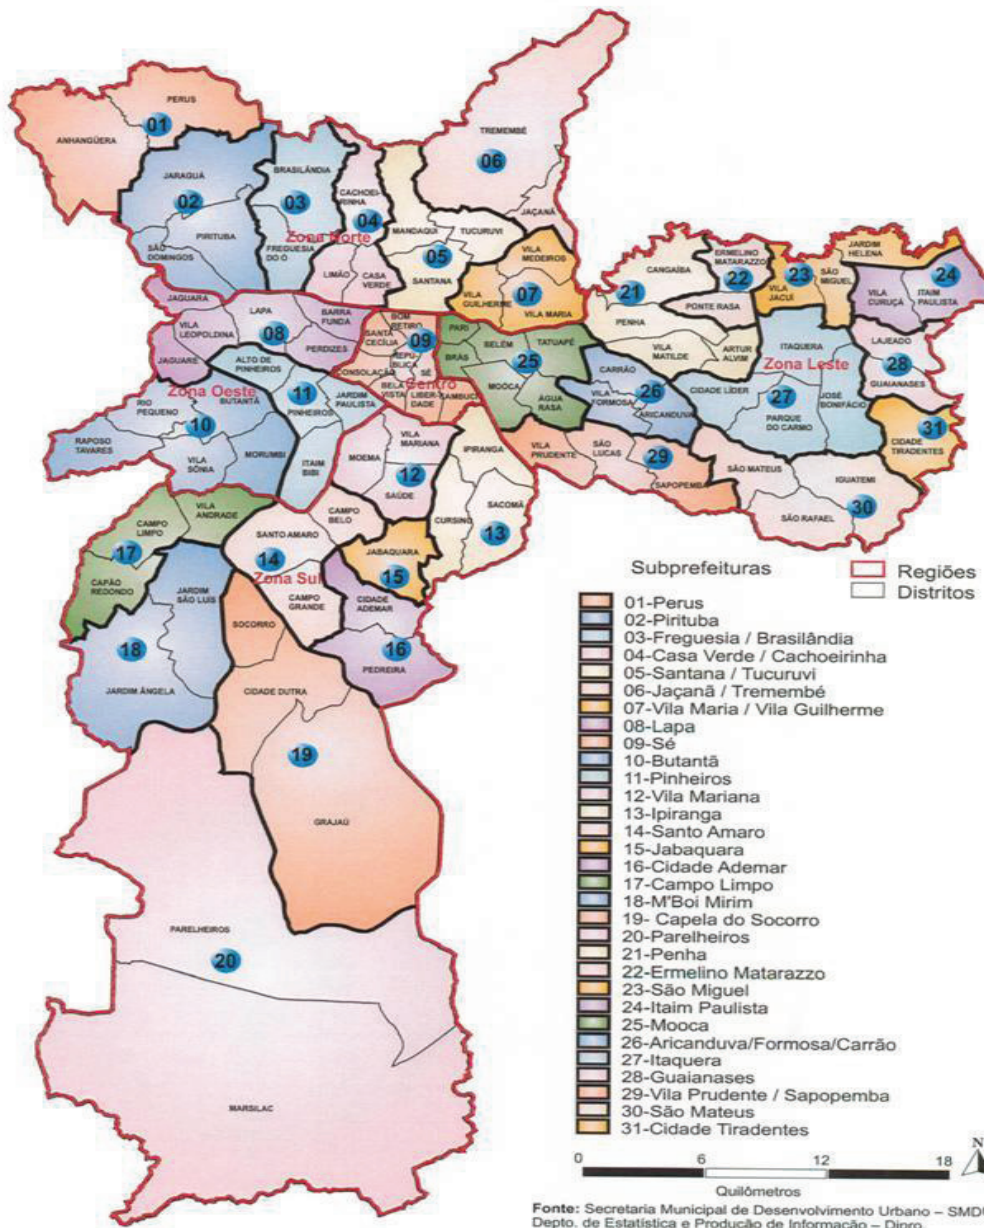 PERUS
01
ANHANGÜERA
TREMEMBÉ
06
JARAGUÁ
BRASILÂNDIA
02
03
CACHOEI-
RINHA
04
JAÇANÃ
PIRITUBA
MANDAQUI
TUCURUVI
SÃO
DOMINGOS
FREGUESIA
DO Ó
Zona Norte
05
LIMÃO
CASA
VERDE
SANTANA
VILA
MEDEIROS
VILA
GUILHERME
07
VILA MARIA
CANGAÍBA
21
ERMELINO
MATARAZZO
22
23
VILA
JACUÍ
SÃO
MIGUEL
JARDIM
HELENA
24
VILA
CURUÇÁ
ITAIM
PAULISTA
PONTE RASA
PENHA
JAGUARA
LAPA
BARRA
FUNDA
VILA
LEOPOLDINA
08
PERDIZES
JAGUARÉ
BOM
RETIRO
09
SANTA
CECÍLIA
REPÚ-
BLICA
SÉ
CONSOLAÇÃO
Centro
BELA
VISTA
LIBER-
DADE
CAMBUCI
PARI
BRÁS
BELÉM
TATUAPÉ
25
MOÓCA
ÁGUA
RASA
VILA
MATILDE
ARTUR
ALVIM
ITAQUERA
Zona Leste
LAJEADO
28
GUAIANASES
CARRÃO
VILA
FORMOSA
26
ARICANDUVA
CIDADE LÍDER
27
JOSÉ
BONIFÁCIO
PARQUE
DO CARMO
31
CIDADE
TIRADENTES
ALTO DE
PINHEIROS
Zona Oeste
RIO
PEQUENO
BUTANTÃ
11
PINHEIROS
JARDIM
PAULISTA
10
RAPOSO
TAVARES
VILA
SÔNIA
MORUMBI
ITAIM
BIBI
MOEMA
VILA
MARIANA
12
SAÚDE
IPIRANGA
SACOMÃ
CURSINO
13
VILA
PRUDENTE
SÃO
LUCAS
29
SAPOPEMBA
SÃO MATEUS
IGUATEMI
30
SÃO RAFAEL
CAMPO
LIMPO
VILA
ANDRADE
17
CAPÃO
REDONDO
SANTO AMARO
CAMPO
BELO
14
Zona Sul
CAMPO
GRANDE
JABAQUARA
15
CIDADE
ADEMAR
16
PEDREIRA
JARDIM
SÃO LUÍS
18
JARDIM ÂNGELA
SOCORRO
CIDADE DUTRA
19
GRAJAÚ
PARELHEIROS
20
MARSILAC
Subprefeituras
Regiões
Distritos
01-Perus
02-Pirituba
03-Freguesia / Brasilândia
04-Casa Verde / Cachoeirinha
05-Santana / Tucuruvi
06-Jaçanã / Tremembé
07-Vila Maria / Vila Guilherme
08-Lapa
09-Sé
10-Butantã
11-Pinheiros
12-Vila Mariana
13-Ipiranga
14-Santo Amaro
15-Jabaquara
16-Cidade Ademar
17-Campo Limpo
18-M'Boi Mirim
19- Capela do Socorro
20-Parelheiros
21-Penha
22-Ermelino Matarazzo
23-São Miguel
24-Itaim Paulista
25-Mooca
26-Aricanduva/Formosa/Carrão
27-Itaquera
28-Guaianases
29-Vila Prudente / Sapopemba
30-São Mateus
31-Cidade Tiradentes
N
0 6 12 18
Quilômetros
Fonte: Secretaria Municipal de Desenvolvimento Urbano – SMDU
Depto. de Estatística e Produção de Informação – Dipro